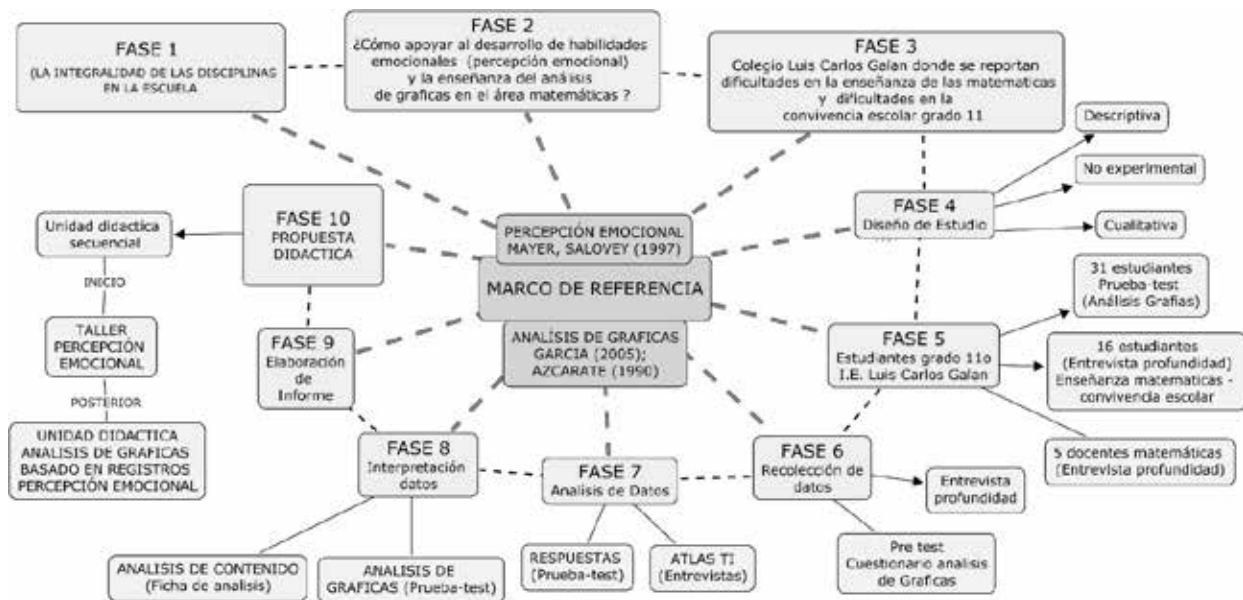 FASE 1
(LA INTEGRALIDAD DE LAS DISCIPLINAS
EN LA ESCUELA
FASE 2
¿Cómo apoyar al desarrollo de habilidades
emocionales (percepción emocional)
y la enseñanza del análisis
de graficas en el área matemáticas ?
FASE 3
Colegio Luis Carlos Galan donde se reportan
dificultades en la enseñanza de las matematicas
y dificultades en la
convivencia escolar grado 11
Descriptiva
No experimental
Cualitativa
FASE 4
Diseño de Estudio
FASE 10
PROPUESTA
DIDACTICA
Unidad didactica
secuencial
INICIO
TALLER
PERCEPCIÓN
EMOCIONAL
POSTERIOR
UNIDAD DIDACTICA
ANALISIS DE GRAFICAS
BASADO EN REGISTROS
PERCEPCIÓN EMOCIONAL
PERCEPCIÓN EMOCIONAL
MAYER, SALOVEY (1997)
MARCO DE REFERENCIA
ANALÍSIS DE GRAFICAS
GARCIA (2005);
AZCARATE (1990)
FASE 5
Estudiantes grado 11o
I.E. Luis Carlos Galan
31 estudiantes
Prueba-test
(Análisis Grafias)
16 estudiantes
(Entrevista profundidad)
Enseñanza matematicas -
convivencia escolar
5 docentes matemáticas
(Entrevista profundidad)
FASE 9
Elaboración
de
Informe
FASE 8
Interpretación
datos
FASE 7
Analisis de Datos
FASE 6
Recolección de
datos
Entrevista
profundidad
Pre test
Cuestionario analisis
de Graficas
ANALISIS DE CONTENIDO
(Ficha de analisis)
ANALISIS DE
GRAFICAS (Prueba-test)
RESPUESTAS
(Prueba-test)
ATLAS TI
(Entrevistas)